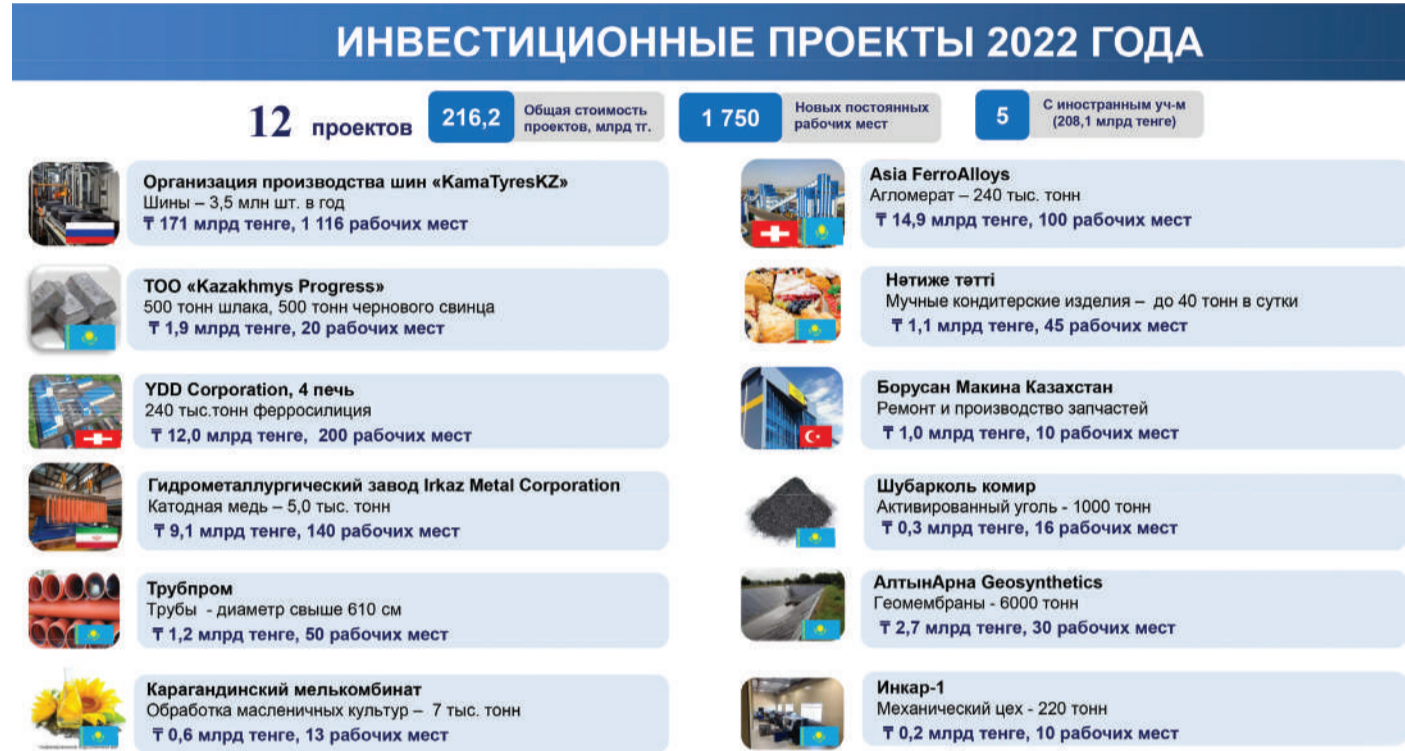 ИНВЕСТИЦИОННЫЕ ПРОЕКТЫ 2022 ГОДА
12 проектов
216,2
Общая стоимость
проектов, млрд тг.
1 750
Новых постоянных
рабочих мест
5
С иностранным уч-м
(208,1 млрд тенге)
Организация производства шин «KamaTyresKZ»
Шины – 3,5 млн шт. в год
₸ 171 млрд тенге, 1 116 рабочих мест
ТОО «Kazakhmys Progress»
500 тонн шлака, 500 тонн чернового свинца
₸ 1,9 млрд тенге, 20 рабочих мест
YDD Corporation, 4 печь
240 тыс.тонн ферросилиция
₸ 12,0 млрд тенге, 200 рабочих мест
Гидрометаллургический завод Irkaz Metal Corporation
Катодная медь – 5,0 тыс. тонн
₸ 9,1 млрд тенге, 140 рабочих мест
Трубпром
Трубы - диаметр свыше 610 см
₸ 1,2 млрд тенге, 50 рабочих мест
Карагандинский мелькомбинат
Обработка масленичных культур – 7 тыс. тонн
₸ 0,6 млрд тенге, 13 рабочих мест
Asia FerroAlloys
Агломерат – 240 тыс. тонн
₸ 14,9 млрд тенге, 100 рабочих мест
Нәтиже тәтті
Мучные кондитерские изделия – до 40 тонн в сутки
₸ 1,1 млрд тенге, 45 рабочих мест
Борусан Макина Казахстан
Ремонт и производство запчастей
₸ 1,0 млрд тенге, 10 рабочих мест
Шубарколь комир
Активированный уголь - 1000 тонн
₸ 0,3 млрд тенге, 16 рабочих мест
АлтынАрна Geosynthetics
Геомембраны - 6000 тонн
₸ 2,7 млрд тенге, 30 рабочих мест
Инкар-1
Механический цех - 220 тонн
₸ 0,2 млрд тенге, 10 рабочих мест